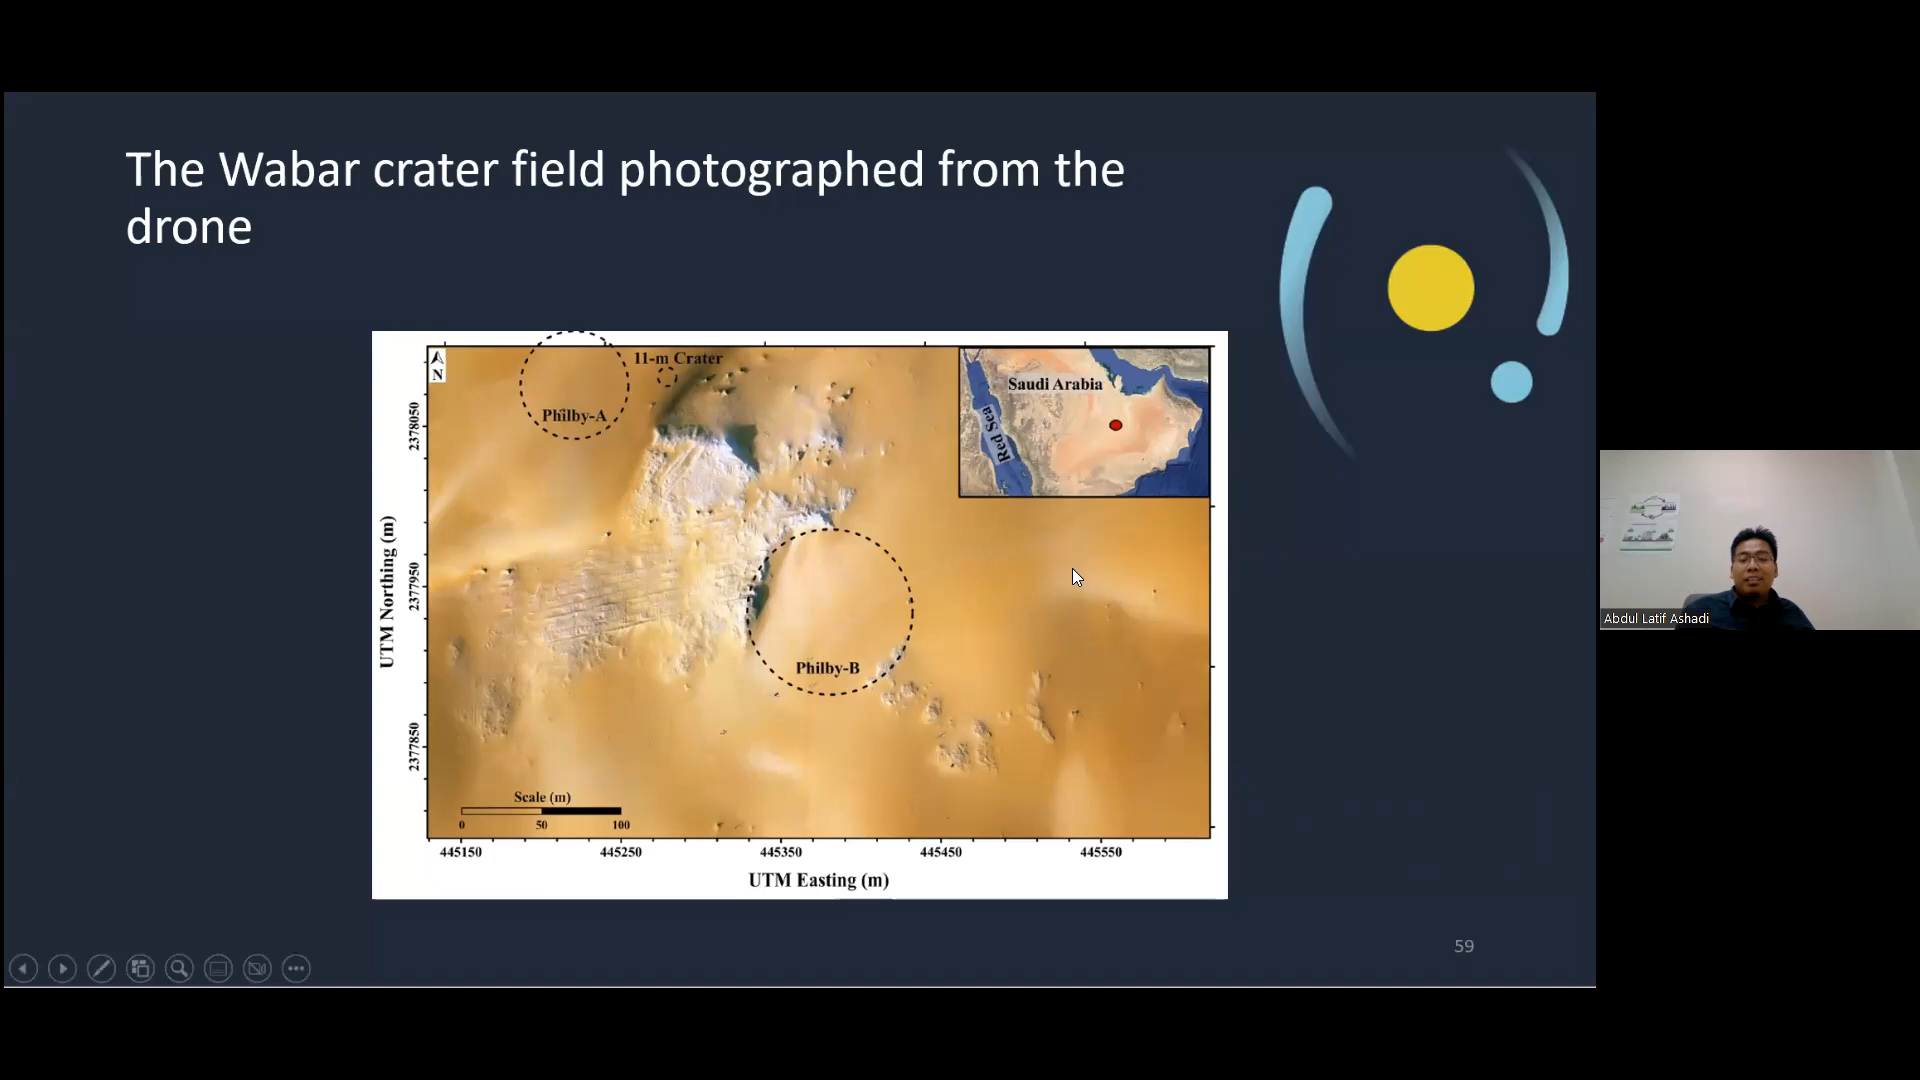 The Wabar crater field photographed from the
drone
N
11-m Crater
Philby-A
Saudi Arabia
Red Sea
Philby-B
UTM Northing (m)
2378050
2377950
2377850
Scale (m)
0 50 100
445150 445250 445350 445450 445550
UTM Easting (m)
59
Abdul Latif Ashadi